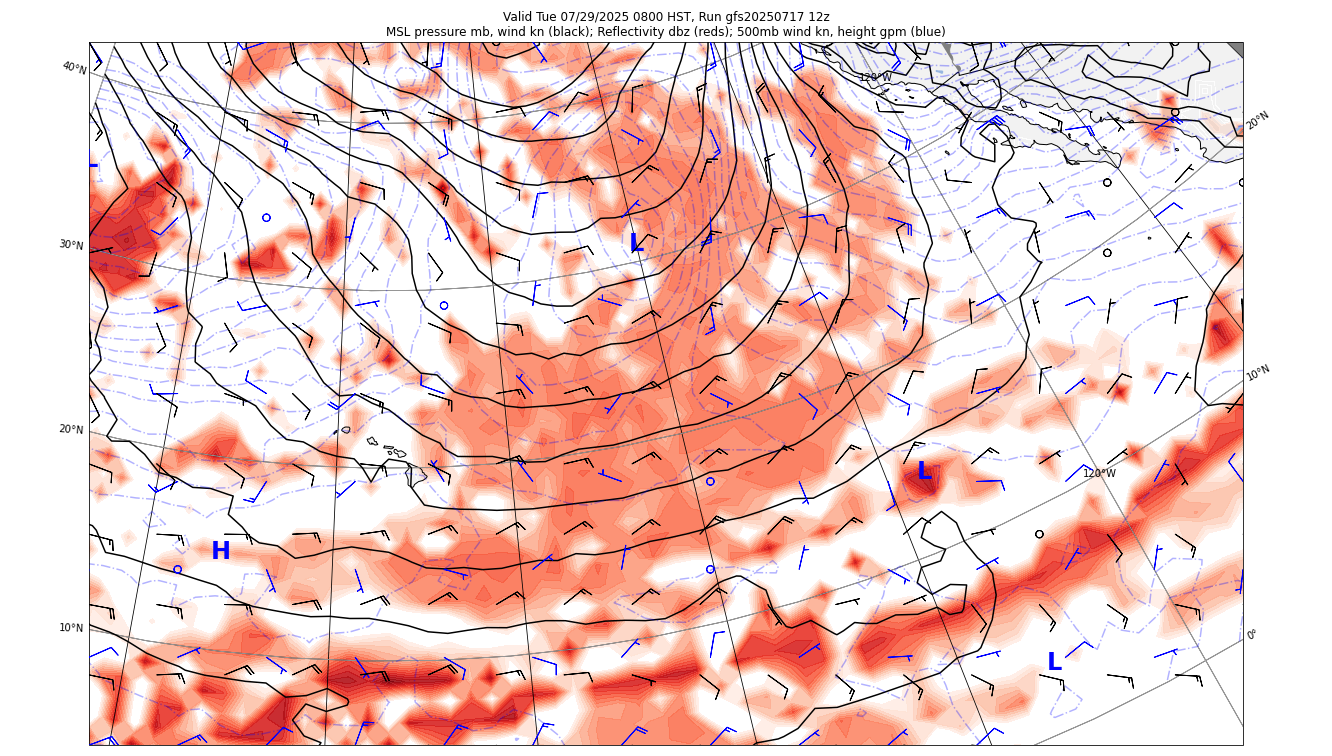 Valid Tue 07/29/2025 0800 HST, Run gfs20250717 12z
MSL pressure mb, wind kn (black); Reflectivity dbz (reds); 500mb wind kn, height gpm (blue)
40°N
120°W
20°N
30°N
L
10°N
20°N
L
120°W
H
10°N
0°
L